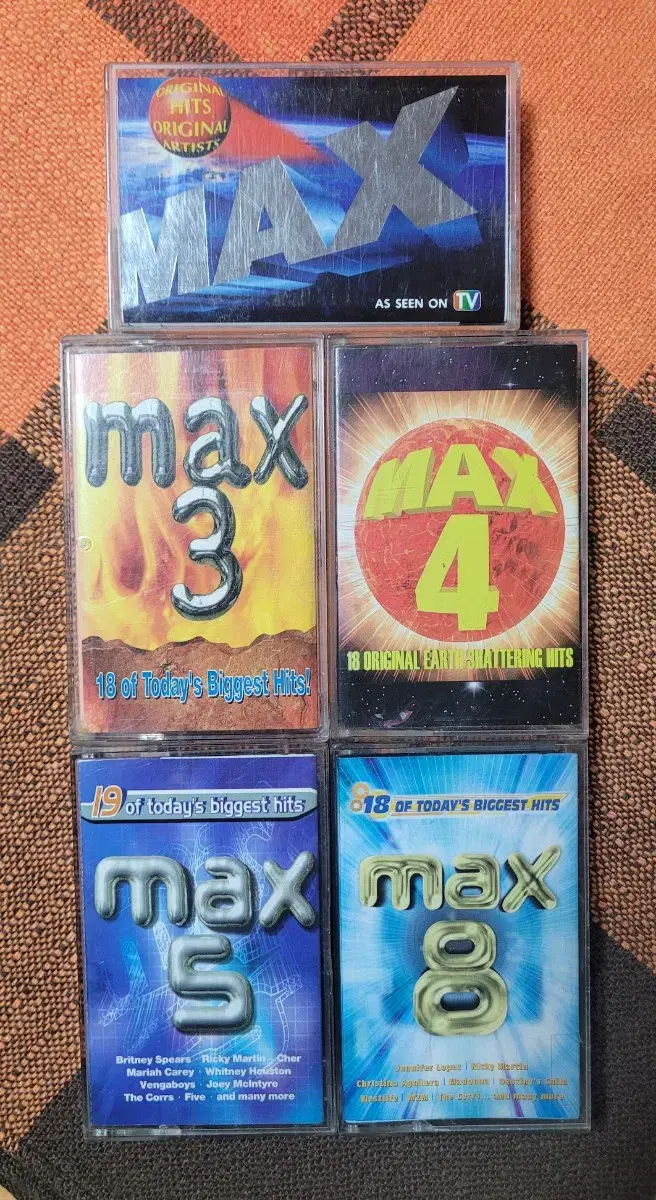 ORIGINAL
HITS
ORIGINAL
ARTISTS
MAX
AS SEEN ON TV
max
3
18 of Today's Biggest Hits!
MAX
4
18 ORIGINAL EARTH SHATTERING HITS
19 of today's biggest hits
max
5
Britney Spears · Ricky Martin · Cher
Mariah Carey · Whitney Houston
Vengaboys · Joey McIntyre
The Corrs · Five · and many more
18 OF TODAY'S BIGGEST HITS
max
8
Jennifer Lopez | Ricky Martin
Christina Aguilera | Madonna | Destiny's Child
Westlife | M2M | The Corrs... and many more